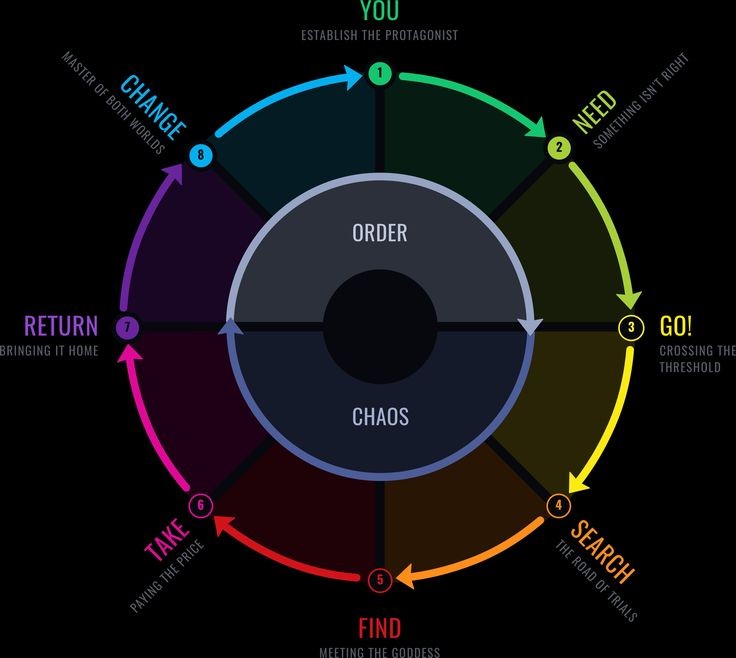 YOU
ESTABLISH THE PROTAGONIST
1
NEED
SOMETHING ISN'T RIGHT
2
GO!
CROSSING THE
THRESHOLD
3
SEARCH
THE ROAD OF TRIALS
4
FIND
MEETING THE GODDESS
5
TAKE
PAYING THE PRICE
6
RETURN
BRINGING IT HOME
7
CHANGE
MASTER OF BOTH WORLDS
8
ORDER
CHAOS